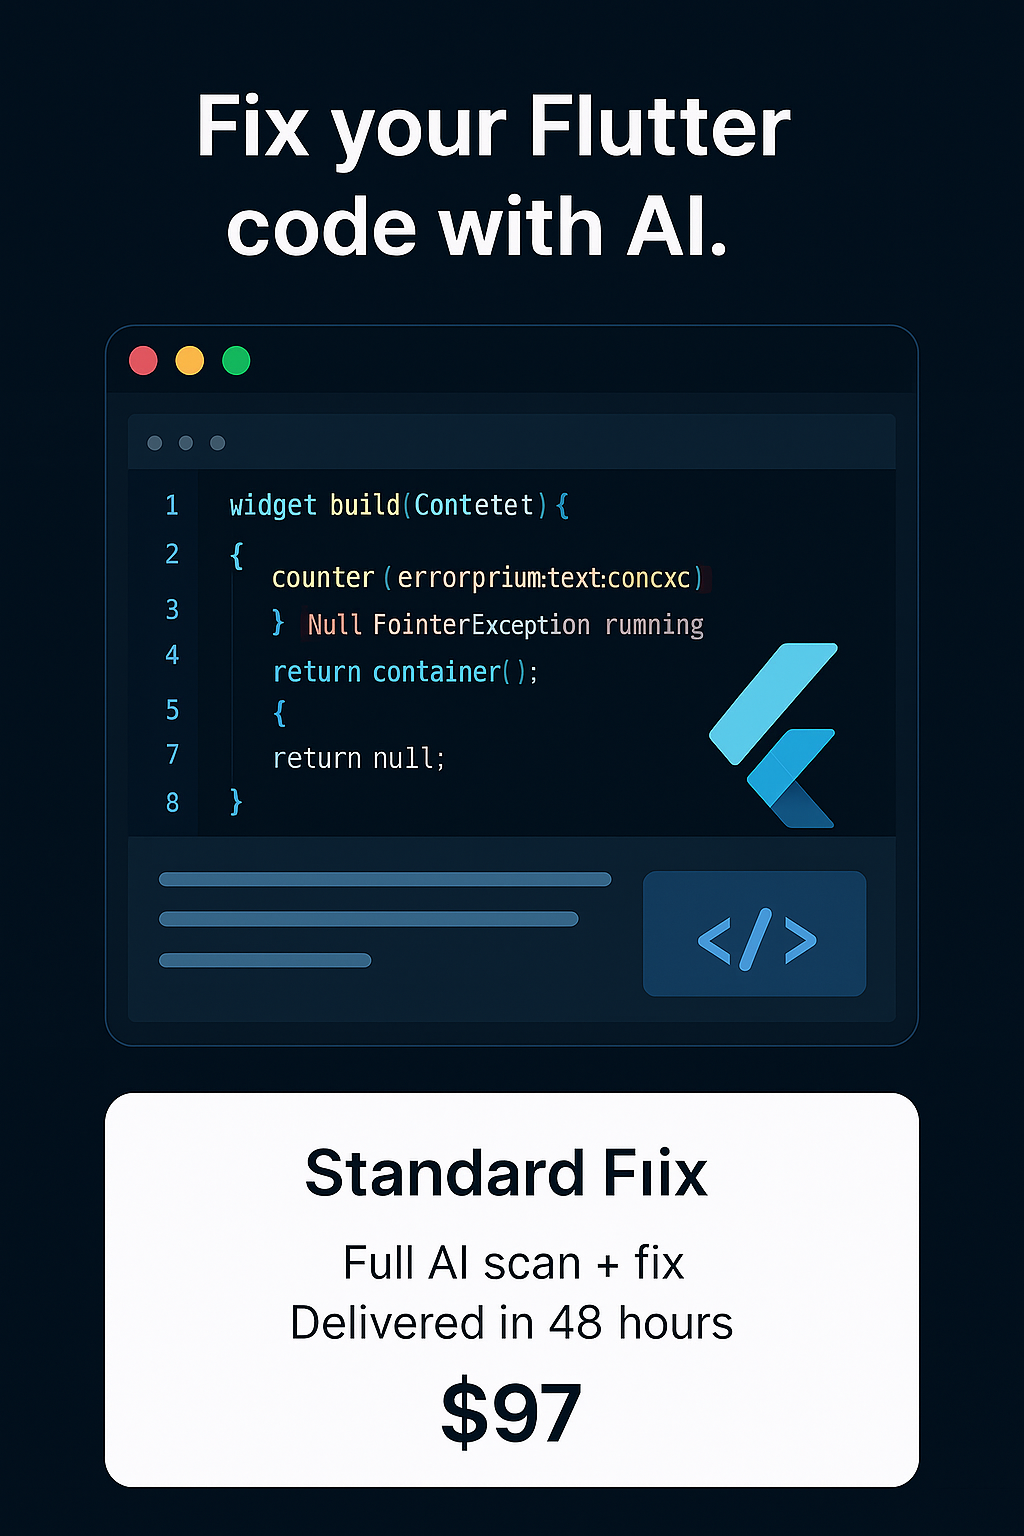 Fix your Flutter
code with AI.
1 widget build(Contetet){
2 {
counter(errorprium:text:concxc)
3 } Null FointerException rumning
4 return container();
5 {
7 return null;
8 }
</>
Standard Fıix
Full AI scan + fix
Delivered in 48 hours
$97